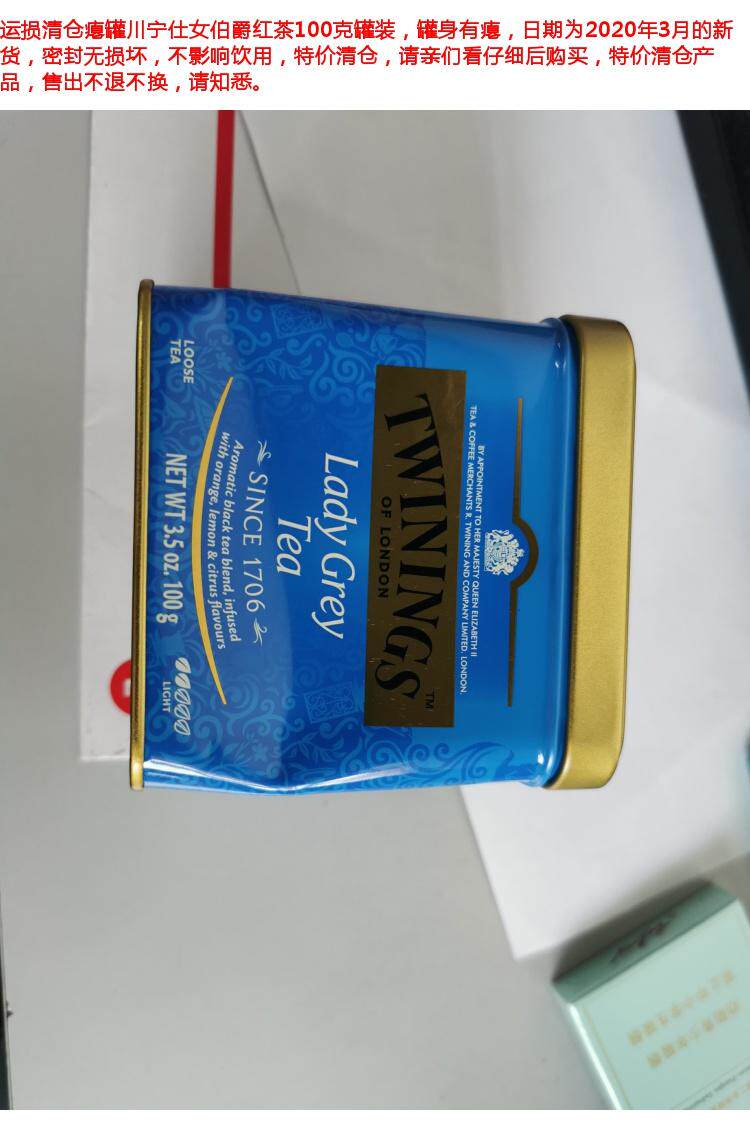 运损清仓瘪罐川宁仕女伯爵红茶100克罐装，罐身有瘪，日期为2020年3月的新
货，密封无损坏，不影响饮用，特价清仓，请亲们看仔细后购买，特价清仓产
品，售出不退不换，请知悉。
BY APPOINTMENT TO HER MAJESTY QUEEN ELIZABETH II
TEA & COFFEE MERCHANTS R. TWINING AND COMPANY LIMITED. LONDON.
TWININGS™
OF LONDON
Lady Grey
Tea
SINCE 1706
Aromatic black tea blend, infused
with orange, lemon & citrus flavours
LOOSE
TEA
NET WT 3.5 oz. 100g
LIGHT